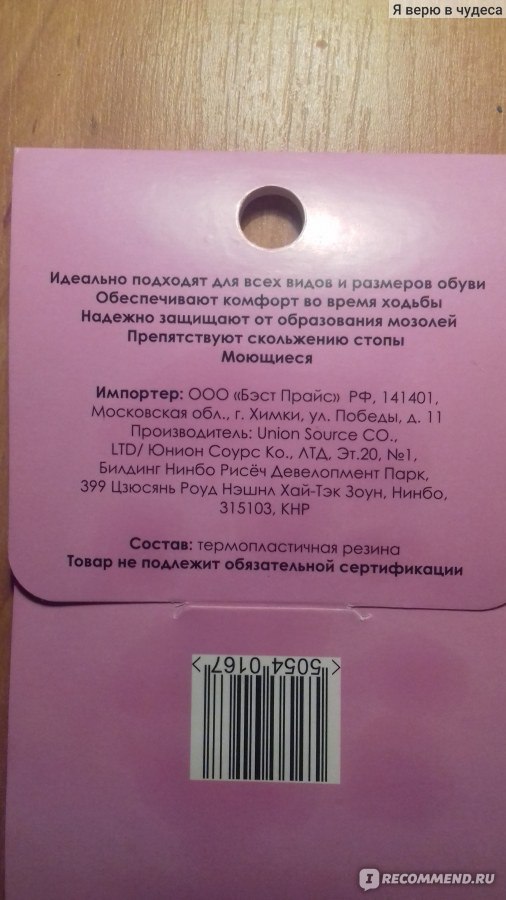 Я верю в чудеса
Идеально подходят для всех видов и размеров обуви
Обеспечивают комфорт во время ходьбы
Надежно защищают от образования мозолей
Препятствуют скольжению стопы
Моющиеся
Импортер: ООО «Бэст Прайс» РФ, 141401,
Московская обл., г. Химки, ул. Победы, д. 11
Производитель: Union Source CO.,
LTD/ Юнион Соурс Ко., ЛТД, Эт.20, №1,
Билдинг Нинбо Рисёч Девелопмент Парк,
399 Цзюсянь Роуд Нэшнл Хай-Тэк Зоун, Нинбо,
315103, КНР
Состав: термопластичная резина
Товар не подлежит обязательной сертификации
<5054 0167>
IRECOMMEND.RU